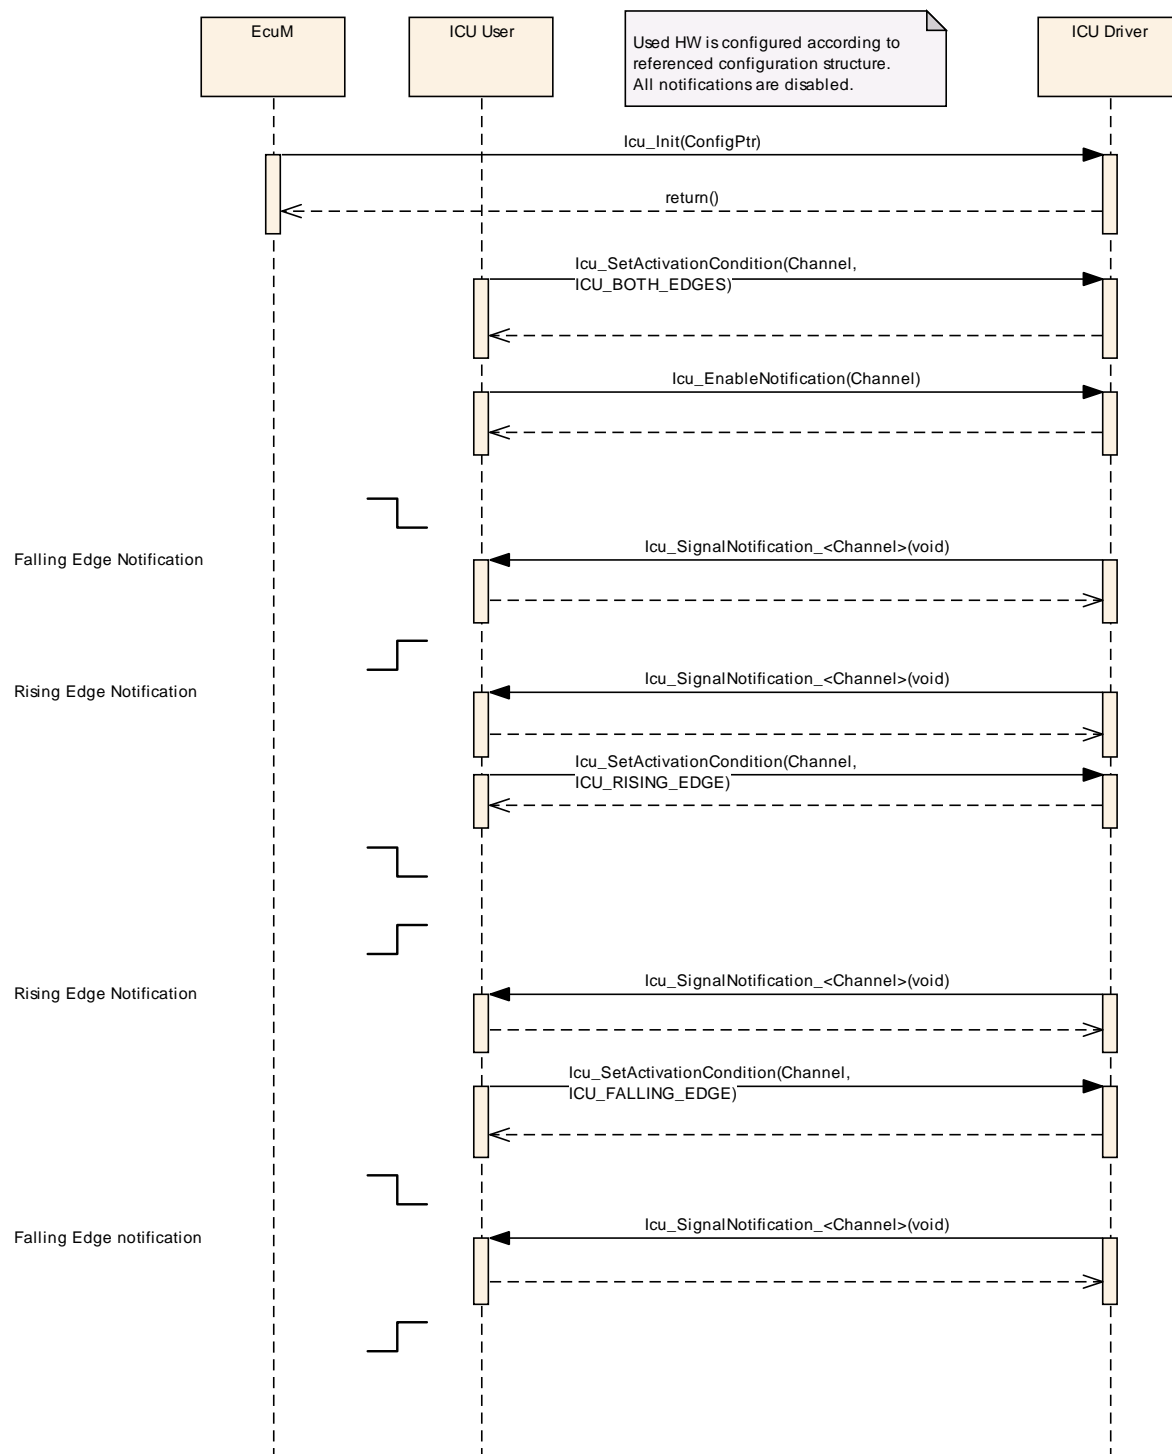 EcuM
ICU User
ICU Driver
Used HW is configured according to
referenced configuration structure.
All notifications are disabled.
Icu_Init(ConfigPtr)
return()
Icu_SetActivationCondition(Channel,
ICU_BOTH_EDGES)
Icu_EnableNotification(Channel)
Falling Edge Notification
Icu_SignalNotification_<Channel>(void)
Rising Edge Notification
Icu_SignalNotification_<Channel>(void)
Icu_SetActivationCondition(Channel,
ICU_RISING_EDGE)
Rising Edge Notification
Icu_SignalNotification_<Channel>(void)
Icu_SetActivationCondition(Channel,
ICU_FALLING_EDGE)
Falling Edge notification
Icu_SignalNotification_<Channel>(void)